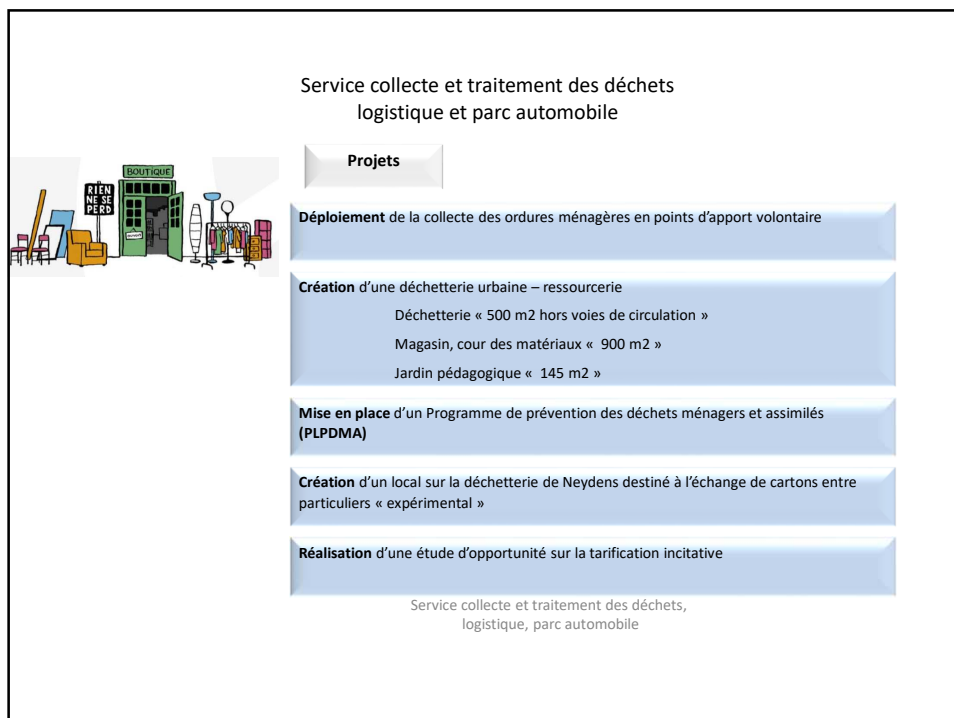 Service collecte et traitement des déchets
logistique et parc automobile
Projets
BOUTIQUE
RIEN
NE SE
PERD
Déploiement de la collecte des ordures ménagères en points d'apport volontaire
Création d'une déchetterie urbaine – ressourcerie
Déchetterie « 500 m2 hors voies de circulation »
Magasin, cour des matériaux « 900 m2 »
Jardin pédagogique « 145 m2 »
Mise en place d'un Programme de prévention des déchets ménagers et assimilés
(PLPDMA)
Création d'un local sur la déchetterie de Neydens destiné à l'échange de cartons entre
particuliers « expérimental »
Réalisation d'une étude d'opportunité sur la tarification incitative
Service collecte et traitement des déchets,
logistique, parc automobile